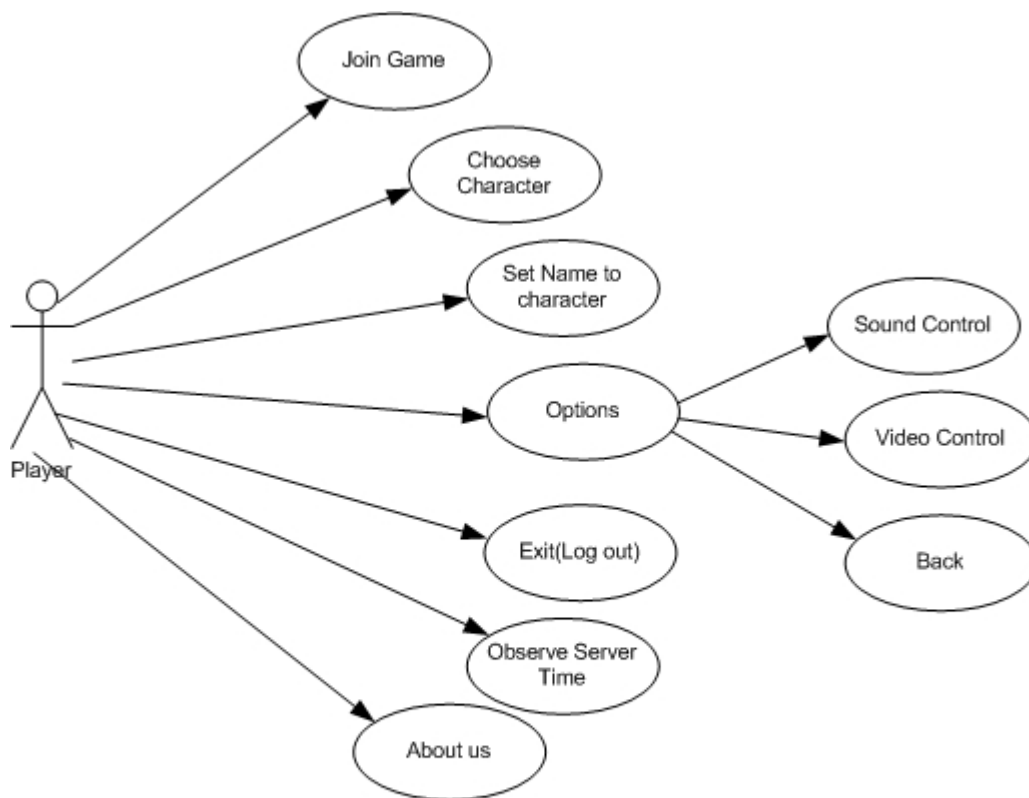 Join Game
Choose
Character
Set Name to
character
Sound Control
Options
Video Control
Player
Exit(Log out)
Back
Observe Server
Time
About us